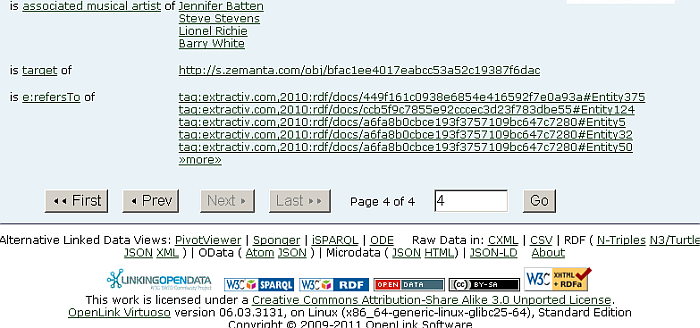 is associated musical artist of Jennifer Batten
Steve Stevens
Lionel Richie
Barry White
is target of http://s.zemanta.com/obj/bfac1ee4017eabcc53a52c19387f6dac
is e:refersTo of tag:extractiv.com,2010:rdf/docs/449f161c0938e6854e416592f7e0a93a#Entity375
tag:extractiv.com,2010:rdf/docs/ccb5f9c7855e92cccec3d23f783dbe55#Entity124
tag:extractiv.com,2010:rdf/docs/a6fa8b0cbce193f3757109bc647c7280#Entity5
tag:extractiv.com,2010:rdf/docs/a6fa8b0cbce193f3757109bc647c7280#Entity32
tag:extractiv.com,2010:rdf/docs/a6fa8b0cbce193f3757109bc647c7280#Entity50
»more»
First Prev Next Last Page 4 of 4 4 Go
Alternative Linked Data Views: PivotViewer | Sponger | iSPARQL | ODE Raw Data in: CXML | CSV | RDF ( N-Triples N3/Turtle
JSON XML ) | OData ( Atom JSON ) | Microdata ( JSON HTML) | JSON-LD About
LINKINGOPENDATA W3C SPARQL W3C RDF OPEN DATA (cc) BY-SA W3C XHTML + RDFa
This work is licensed under a Creative Commons Attribution-Share Alike 3.0 Unported License.
OpenLink Virtuoso version 06.03.3131, on Linux (x86_64-generic-linux-glibc25-64), Standard Edition
Copyright © 2009-2011 OpenLink Software